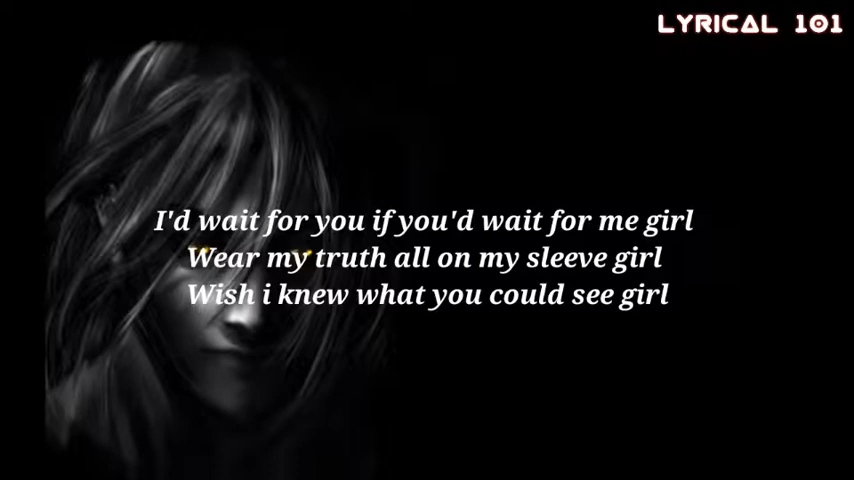 LYRICAL 101
I'd wait for you if you'd wait for me girl
Wear my truth all on my sleeve girl
Wish i knew what you could see girl